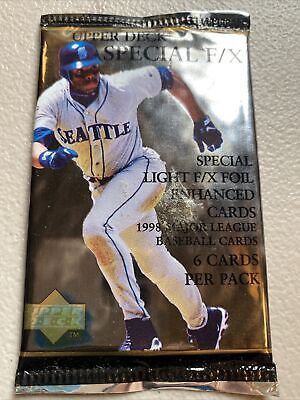 UPPER DECK
SPECIAL F/X
SEATTLE
SPECIAL
LIGHT F/X FOIL
ENHANCED
CARDS
1998 MAJOR LEAGUE
BASEBALL CARDS
6 CARDS
PER PACK
UPPER
DECK
TM